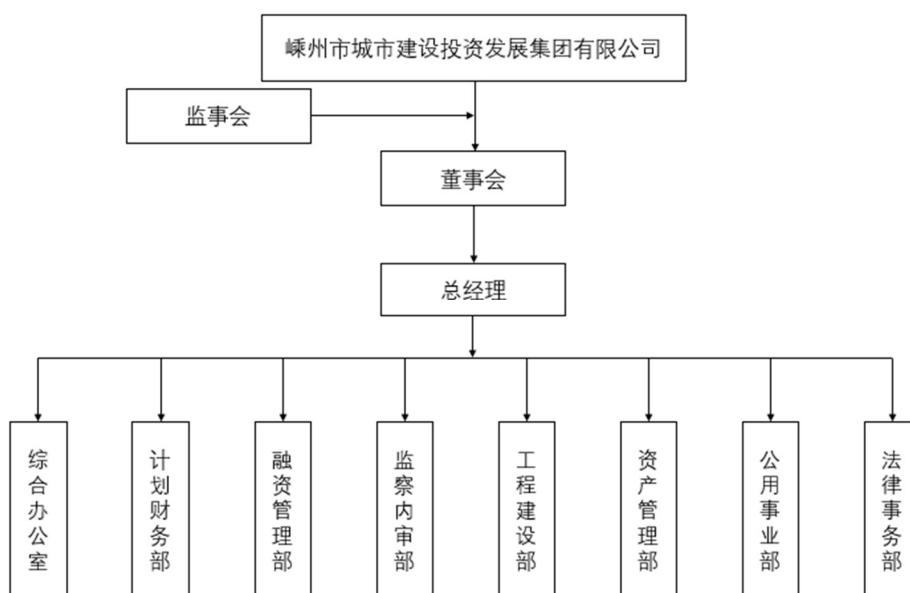 嵊州市城市建设投资发展集团有限公司
监事会
董事会
总经理
综合办公室
计划财务部
融资管理部
监察内审部
工程建设部
资产管理部
公用事业部
法律事务部